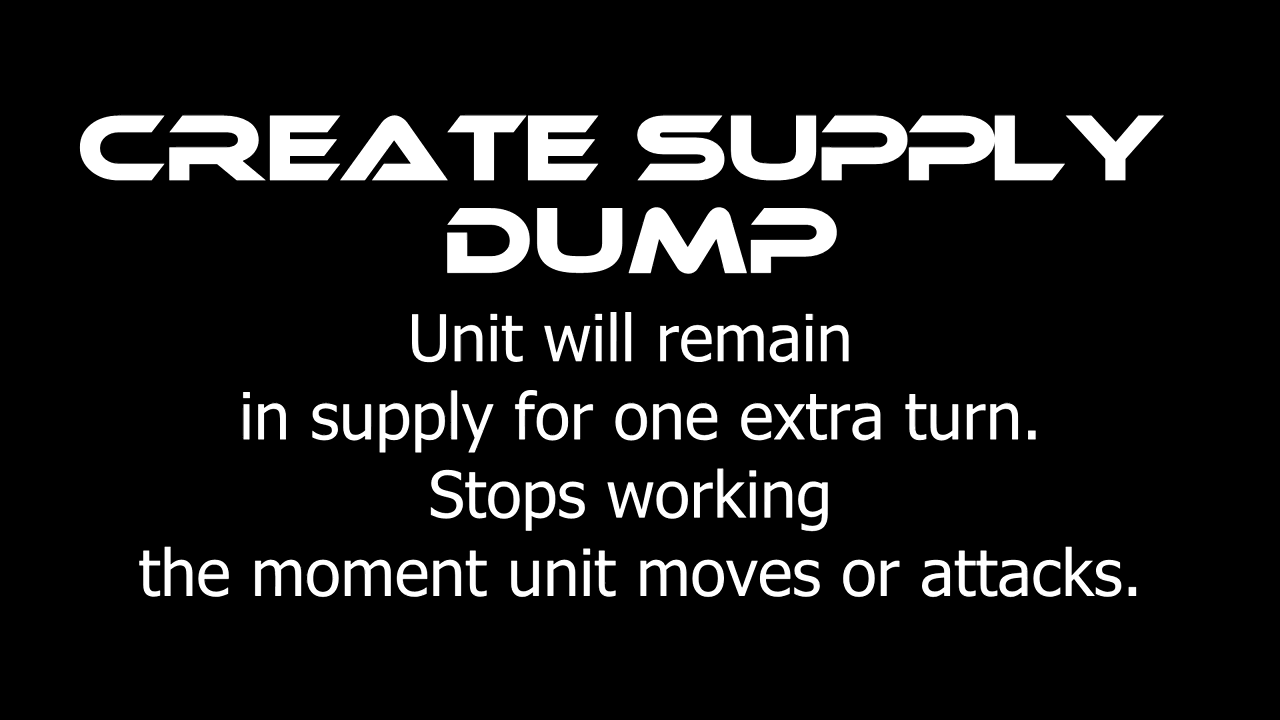 CREATE SUPPLY
DUMP
Unit will remain
in supply for one extra turn.
Stops working
the moment unit moves or attacks.